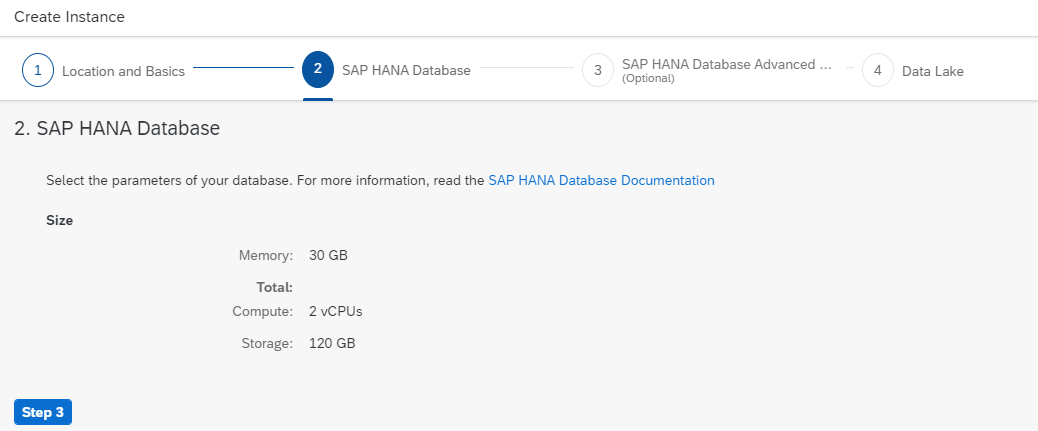 Create Instance
1 Location and Basics 2 SAP HANA Database 3 SAP HANA Database Advanced ... 4 Data Lake
(Optional)
2. SAP HANA Database
Select the parameters of your database. For more information, read the SAP HANA Database Documentation
Size
Memory: 30 GB
Total:
Compute: 2 vCPUs
Storage: 120 GB
Step 3